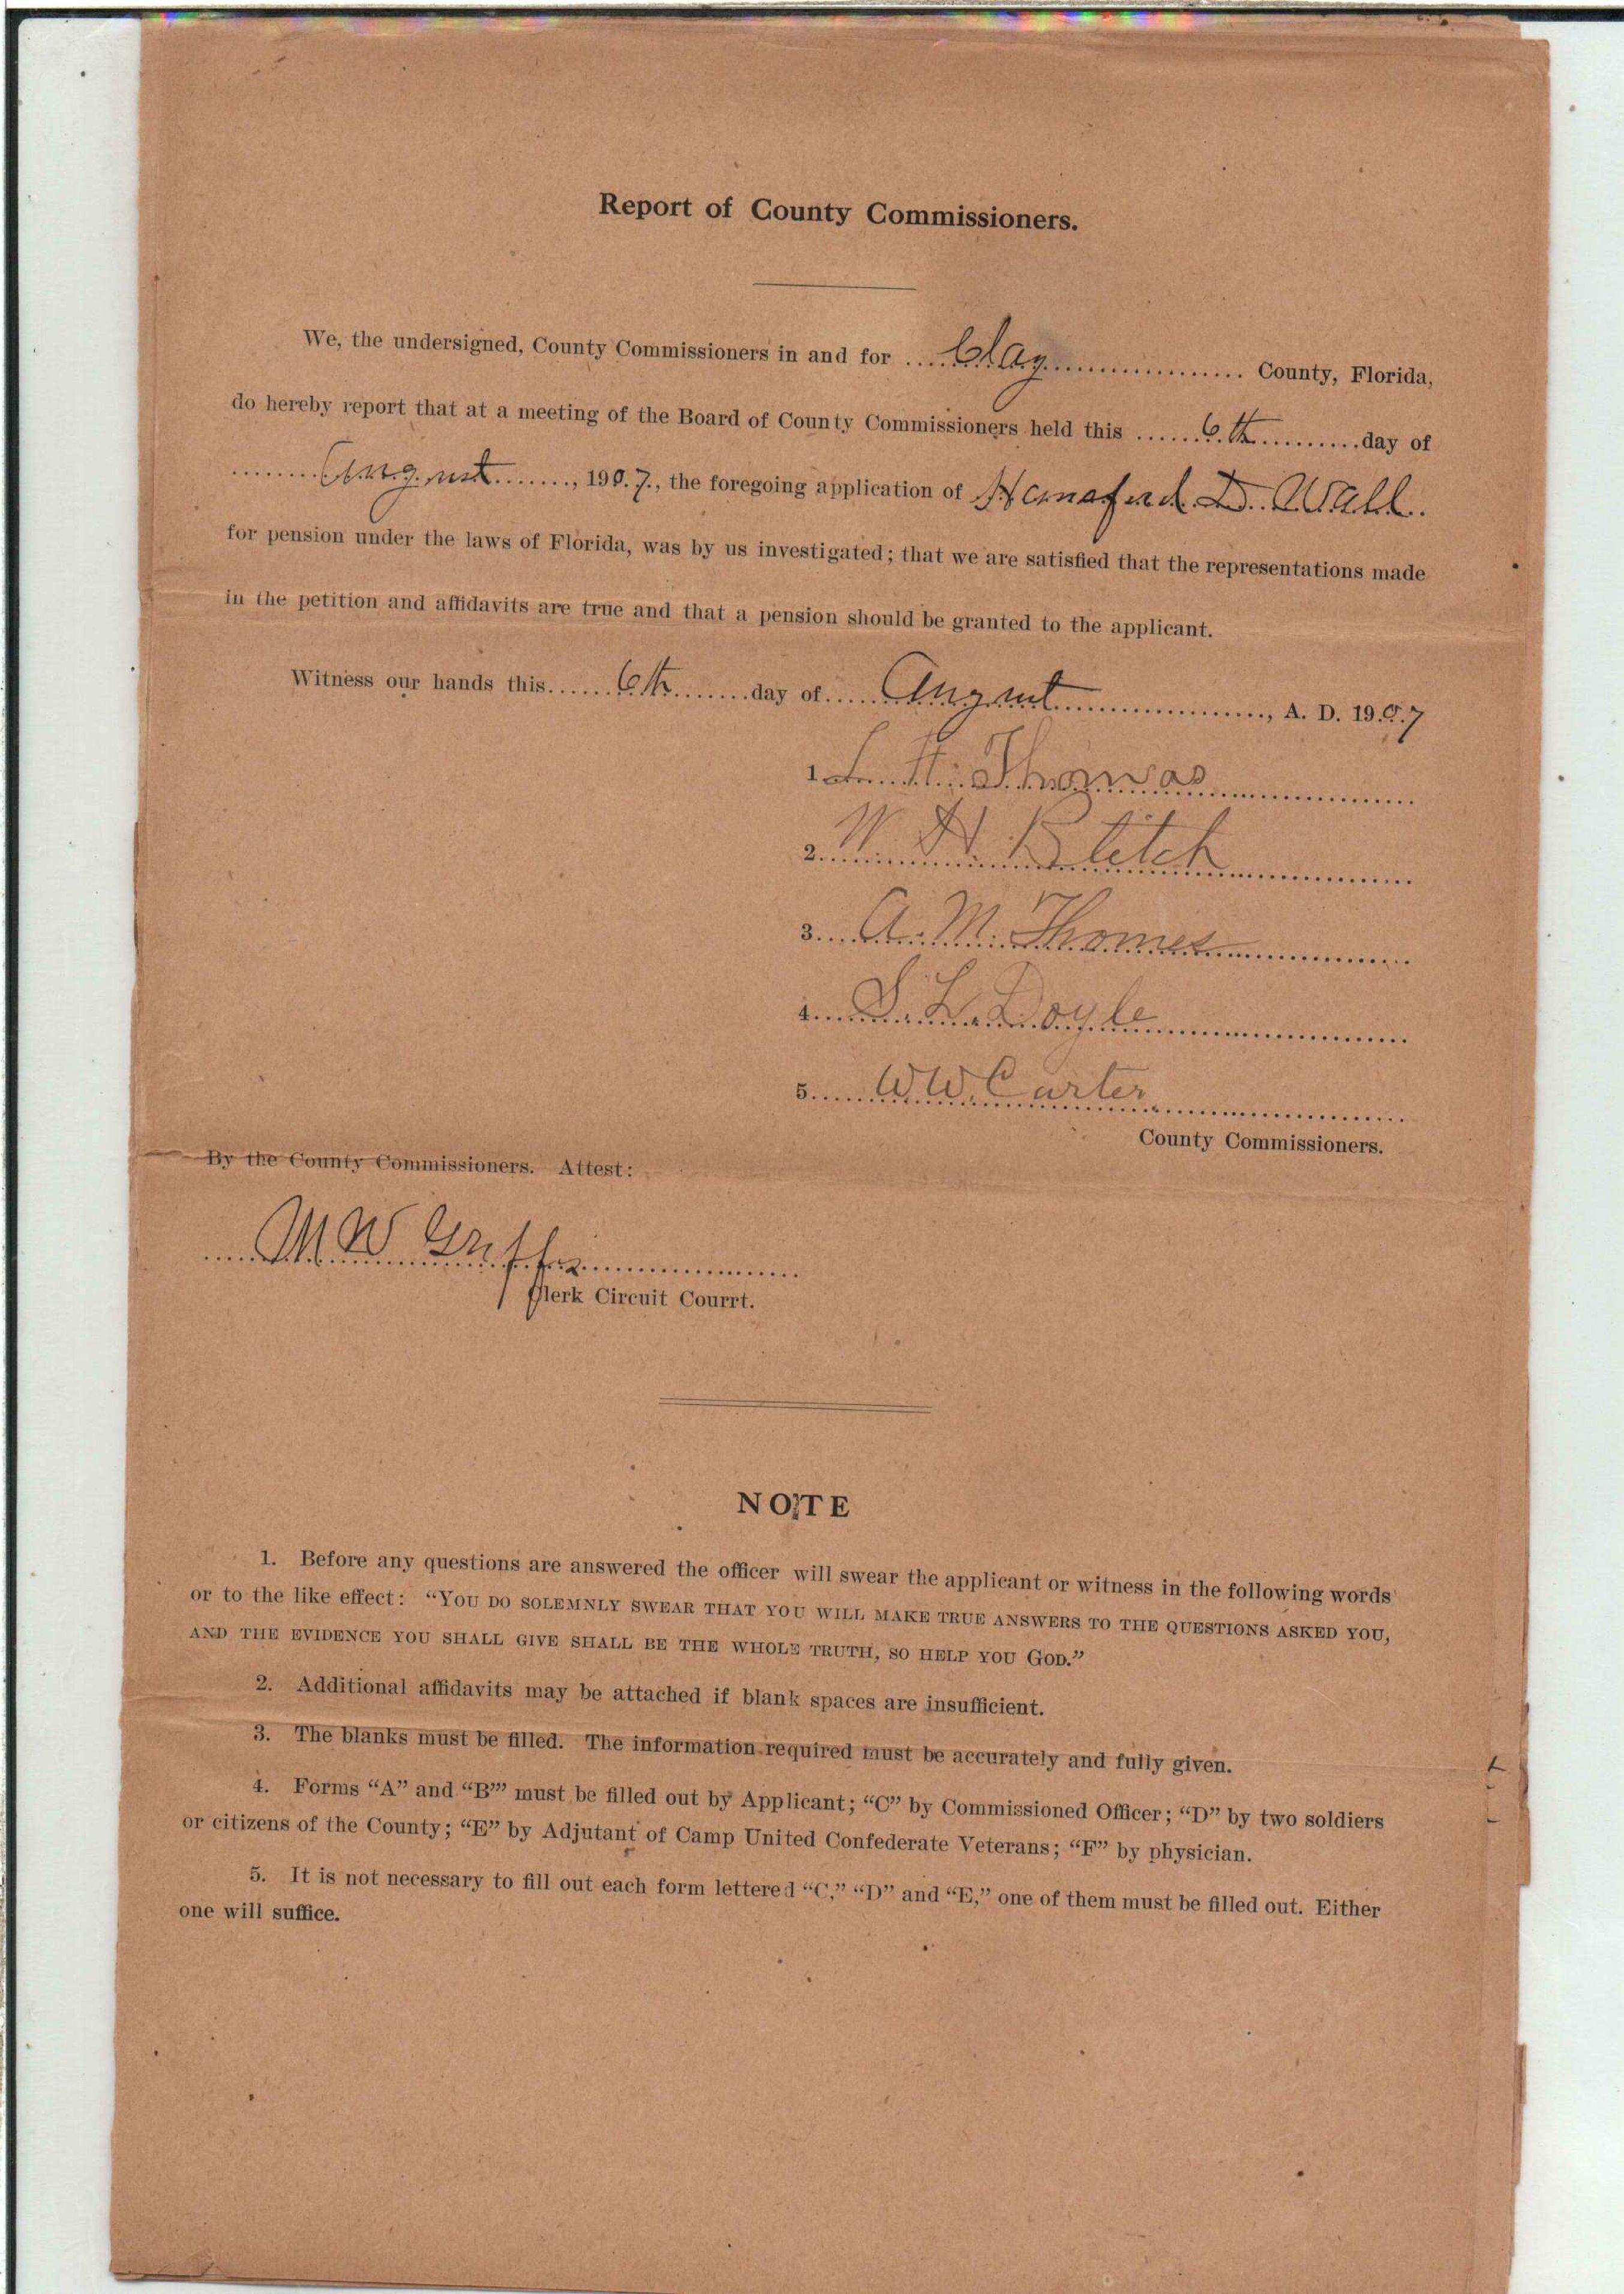 Report of County Commissioners.
We, the undersigned, County Commissioners in and for Clay County, Florida,
do hereby report that at a meeting of the Board of County Commissioners held this 6th day of
August, 1907, the foregoing application of Hansford D. Wall
for pension under the laws of Florida, was by us investigated; that we are satisfied that the representations made
in the petition and affidavits are true and that a pension should be granted to the applicant.
Witness our hands this 6th day of August, A. D. 1907
1 L. H. Thomas
2. W H Blitch
3. A. M. Thomas
4. S. L. Doyle
5. W W. Carter
County Commissioners.
By the County Commissioners. Attest:
M W Griffin
Clerk Circuit Courrt.
NOTE
1. Before any questions are answered the officer will swear the applicant or witness in the following words
or to the like effect: “YOU DO SOLEMNLY SWEAR THAT YOU WILL MAKE TRUE ANSWERS TO THE QUESTIONS ASKED YOU,
AND THE EVIDENCE YOU SHALL GIVE SHALL BE THE WHOLE TRUTH, SO HELP YOU GOD.”
2. Additional affidavits may be attached if blank spaces are insufficient.
3. The blanks must be filled. The information required must be accurately and fully given.
4. Forms “A” and “B”’ must be filled out by Applicant; “C” by Commissioned Officer; “D” by two soldiers
or citizens of the County; “E” by Adjutant of Camp United Confederate Veterans; “F” by physician.
5. It is not necessary to fill out each form lettered “C,” “D” and “E,” one of them must be filled out. Either
one will suffice.